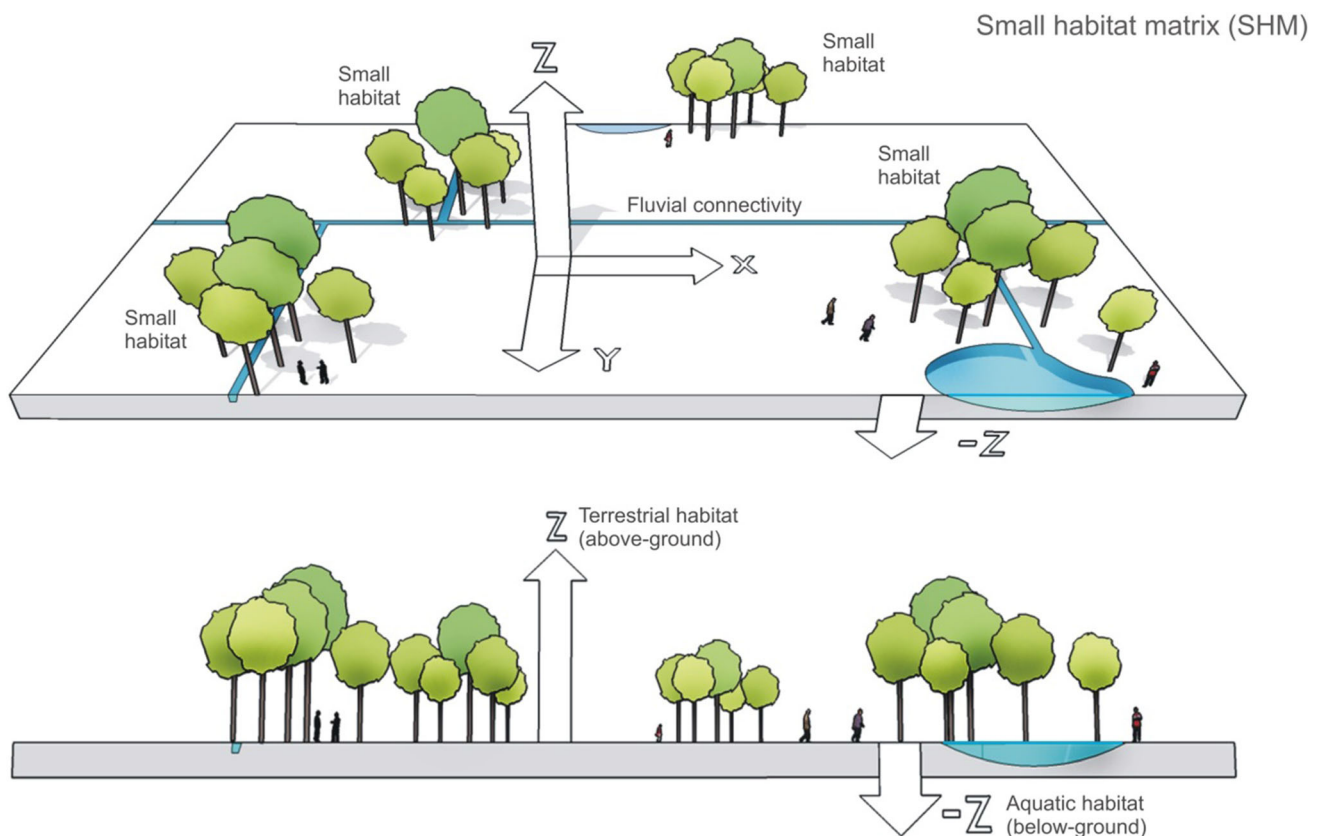 Small habitat matrix (SHM)
Small
habitat
Small
habitat
Z
Small
habitat
Fluvial connectivity
X
Small
habitat
Y
-Z
Z
Terrestrial habitat
(above-ground)
-Z
Aquatic habitat
(below-ground)